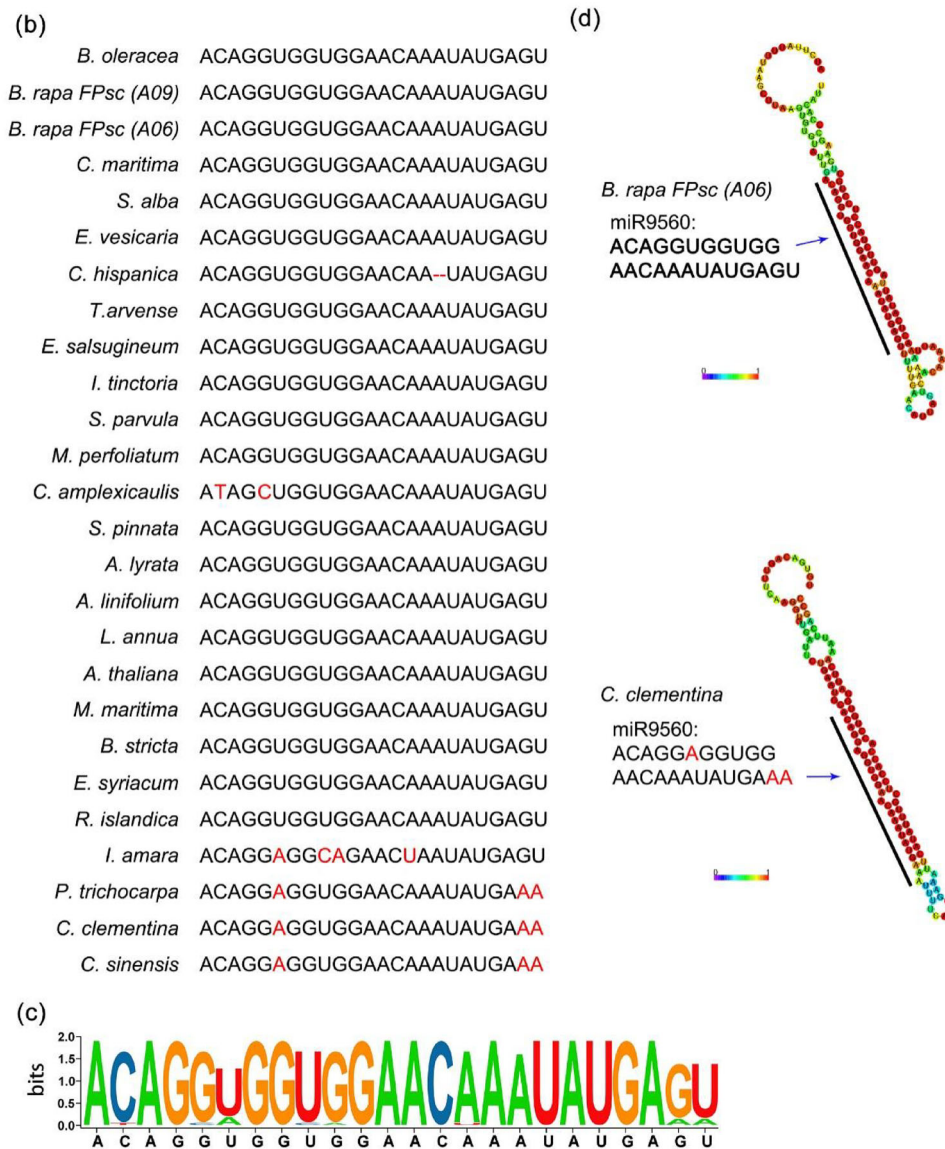 (b)
B. oleracea ACAGGUGGUGGAACAAAUAUGAGU
B. rapa FPsc (A09) ACAGGUGGUGGAACAAAUAUGAGU
B. rapa FPsc (A06) ACAGGUGGUGGAACAAAUAUGAGU
C. maritima ACAGGUGGUGGAACAAAUAUGAGU
S. alba ACAGGUGGUGGAACAAAUAUGAGU
E. vesicaria ACAGGUGGUGGAACAAAUAUGAGU
C. hispanica ACAGGUGGUGGAACAA--UAUGAGU
T.arvense ACAGGUGGUGGAACAAAUAUGAGU
E. salsugineum ACAGGUGGUGGAACAAAUAUGAGU
I. tinctoria ACAGGUGGUGGAACAAAUAUGAGU
S. parvula ACAGGUGGUGGAACAAAUAUGAGU
M. perfoliatum ACAGGUGGUGGAACAAAUAUGAGU
C. amplexicaulis ATAGCUGGUGGAACAAAUAUGAGU
S. pinnata ACAGGUGGUGGAACAAAUAUGAGU
A. lyrata ACAGGUGGUGGAACAAAUAUGAGU
A. linifolium ACAGGUGGUGGAACAAAUAUGAGU
L. annua ACAGGUGGUGGAACAAAUAUGAGU
A. thaliana ACAGGUGGUGGAACAAAUAUGAGU
M. maritima ACAGGUGGUGGAACAAAUAUGAGU
B. stricta ACAGGUGGUGGAACAAAUAUGAGU
E. syriacum ACAGGUGGUGGAACAAAUAUGAGU
R. islandica ACAGGUGGUGGAACAAAUAUGAGU
I. amara ACAGGAGGCAGAACUAAUAUGAGU
P. trichocarpa ACAGGAGGUGGAACAAAUAUGAAA
C. clementina ACAGGAGGUGGAACAAAUAUGAAA
C. sinensis ACAGGAGGUGGAACAAAUAUGAAA
(c)
bits
2.0
1.5
1.0
0.5
0.0
ACAGGUGGUGGAACAAAUAUGAGU
A C A G G U G G U G G A A C A A A U A U G A G U
(d)
B. rapa FPsc (A06)
miR9560:
ACAGGUGGUGG
AACAAAUAUGAGU
0 1
C. clementina
miR9560:
ACAGGAGGUGG
AACAAAUAUGAAA
0 1